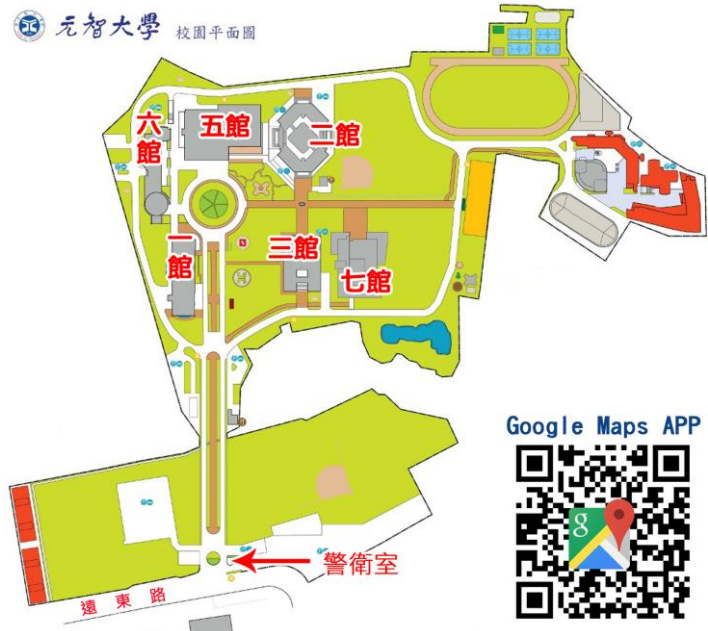 元智大學 校園平面圖
六館
五館
二館
一館
三館
七館
Google Maps APP
g
警衛室
遠東路